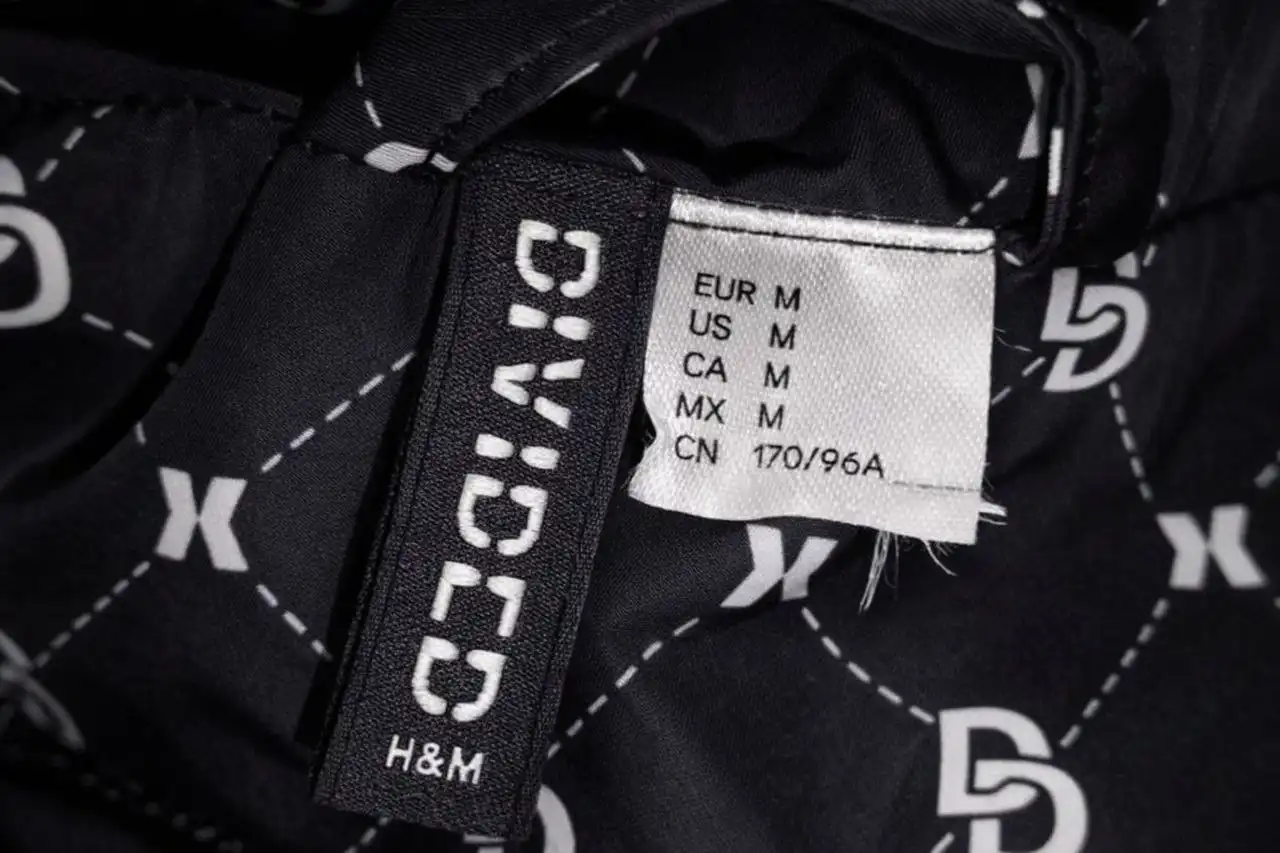 DIVIDED
H&M
EUR M
US M
CA M
MX M
CN 170/96A